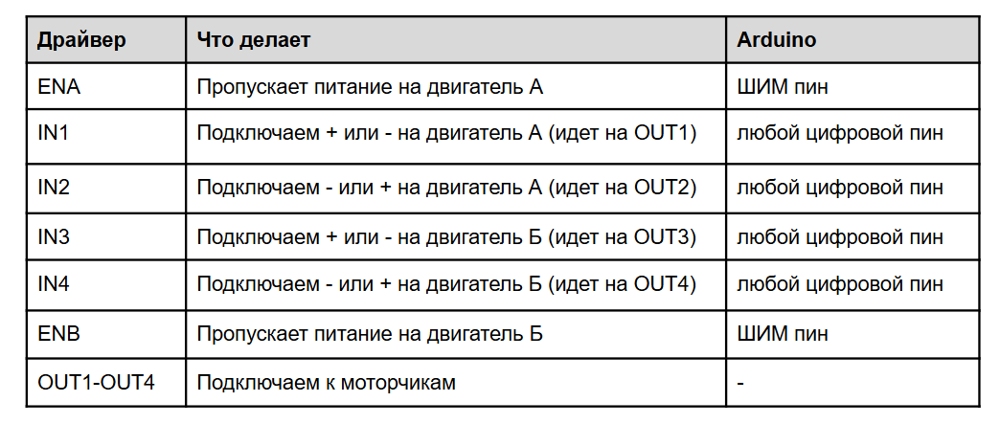 Драйвер Что делает Arduino
ENA Пропускает питание на двигатель А ШИМ пин
IN1 Подключаем + или - на двигатель А (идет на OUT1) любой цифровой пин
IN2 Подключаем - или + на двигатель А (идет на OUT2) любой цифровой пин
IN3 Подключаем + или - на двигатель Б (идет на OUT3) любой цифровой пин
IN4 Подключаем - или + на двигатель Б (идет на OUT4) любой цифровой пин
ENB Пропускает питание на двигатель Б ШИМ пин
OUT1-OUT4 Подключаем к моторчикам -